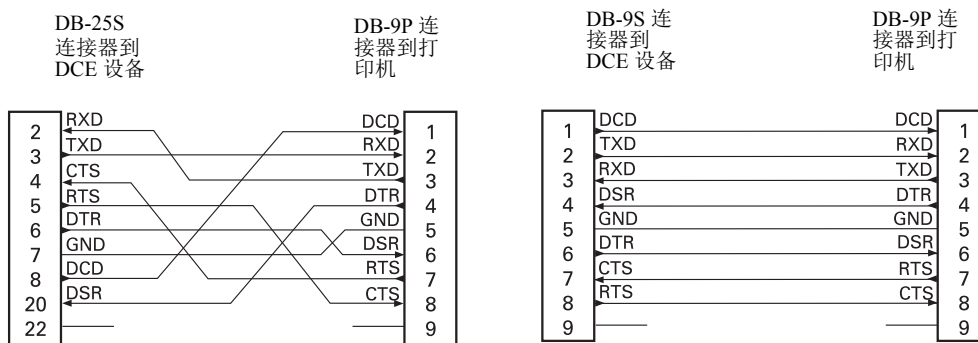 DB-25S
连接器到
DCE 设备
DB-9P 连
接器到打
印机
2 RXD DCD 1
3 TXD RXD 2
4 CTS TXD 3
5 RTS DTR 4
6 DTR GND 5
7 GND DSR 6
8 DCD RTS 7
20 DSR CTS 8
22 9
DB-9S 连
接器到
DCE 设备
DB-9P 连
接器到打
印机
1 DCD DCD 1
2 TXD RXD 2
3 RXD TXD 3
4 DSR DTR 4
5 GND GND 5
6 DTR DSR 6
7 CTS RTS 7
8 RTS CTS 8
9 9